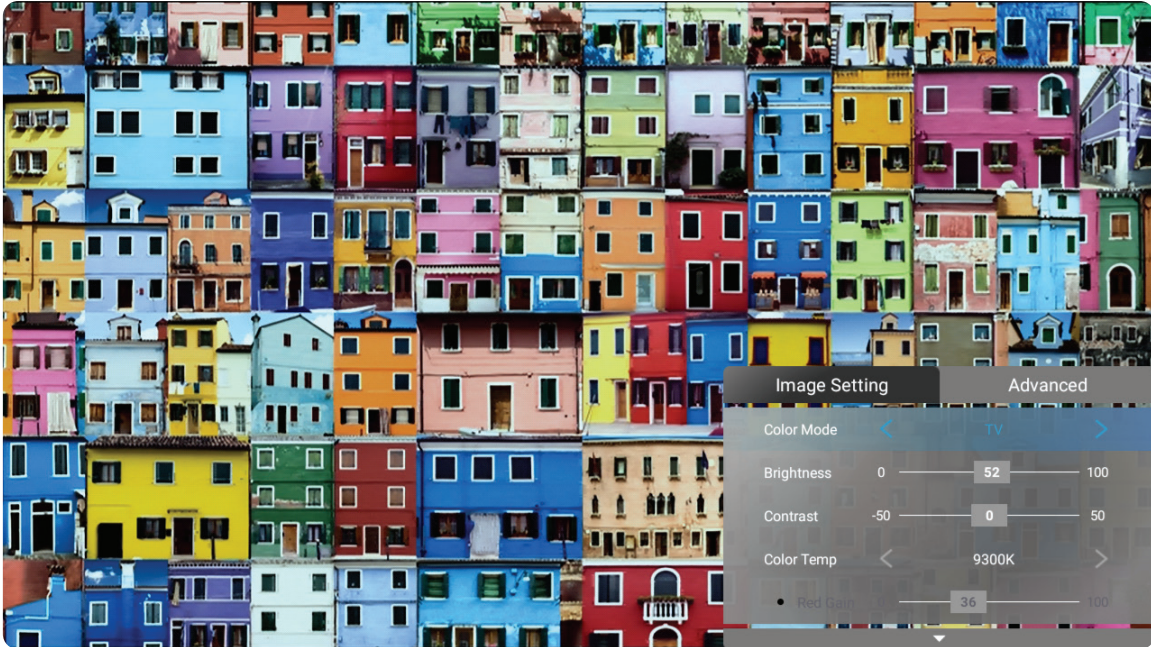 Image Setting Advanced
Color Mode TV
Brightness 0 52 100
Contrast -50 0 50
Color Temp 9300K
Red Gain 36 100